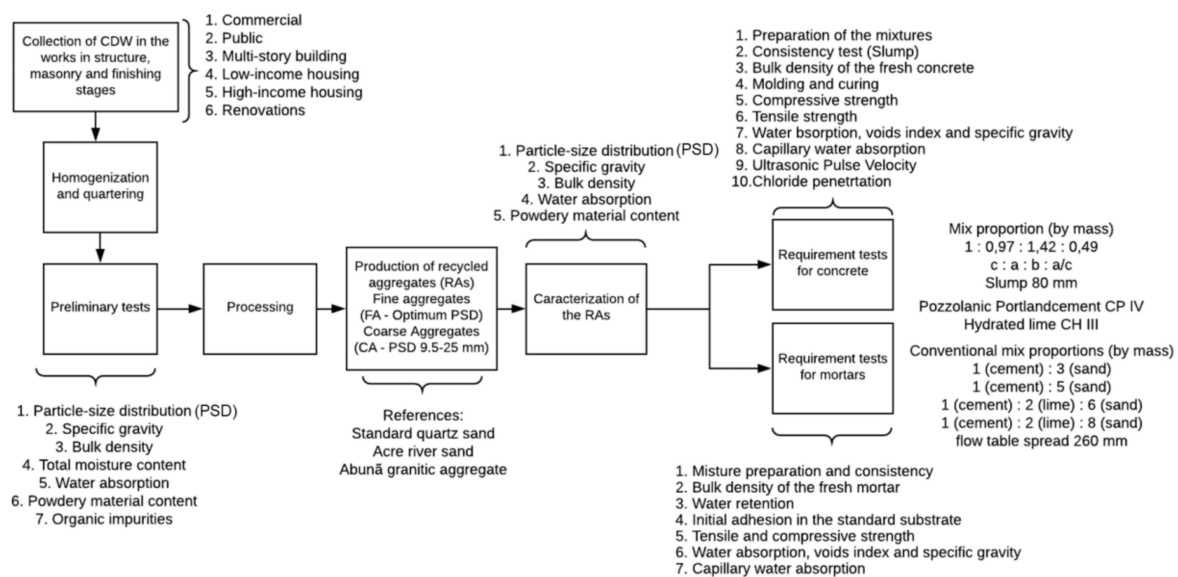 Collection of CDW in the
works in structure,
masonry and finishing
stages
1. Commercial
2. Public
3. Multi-story building
4. Low-income housing
5. High-income housing
6. Renovations
Homogenization
and quartering
Preliminary tests
1. Particle-size distribution (PSD)
2. Specific gravity
3. Bulk density
4. Total moisture content
5. Water absorption
6. Powdery material content
7. Organic impurities
Processing
Production of recycled
aggregates (RAs)
Fine aggregates
(FA - Optimum PSD)
Coarse Aggregates
(CA - PSD 9.5-25 mm)
References:
Standard quartz sand
Acre river sand
Abunã granitic aggregate
1. Particle-size distribution (PSD)
2. Specific gravity
3. Bulk density
4. Water absorption
5. Powdery material content
Caracterization of
the RAs
1. Preparation of the mixtures
2. Consistency test (Slump)
3. Bulk density of the fresh concrete
4. Molding and curing
5. Compressive strength
6. Tensile strength
7. Water bsorption, voids index and specific gravity
8. Capillary water absorption
9. Ultrasonic Pulse Velocity
10.Chloride penetrtation
Requirement tests
for concrete
Mix proportion (by mass)
1 : 0,97 : 1,42 : 0,49
c : a : b : a/c
Slump 80 mm
Pozzolanic Portlandcement CP IV
Hydrated lime CH III
Requirement tests
for mortars
Conventional mix proportions (by mass)
1 (cement) : 3 (sand)
1 (cement) : 5 (sand)
1 (cement) : 2 (lime) : 6 (sand)
1 (cement) : 2 (lime) : 8 (sand)
flow table spread 260 mm
1. Misture preparation and consistency
2. Bulk density of the fresh mortar
3. Water retention
4. Initial adhesion in the standard substrate
5. Tensile and compressive strength
6. Water absorption, voids index and specific gravity
7. Capillary water absorption